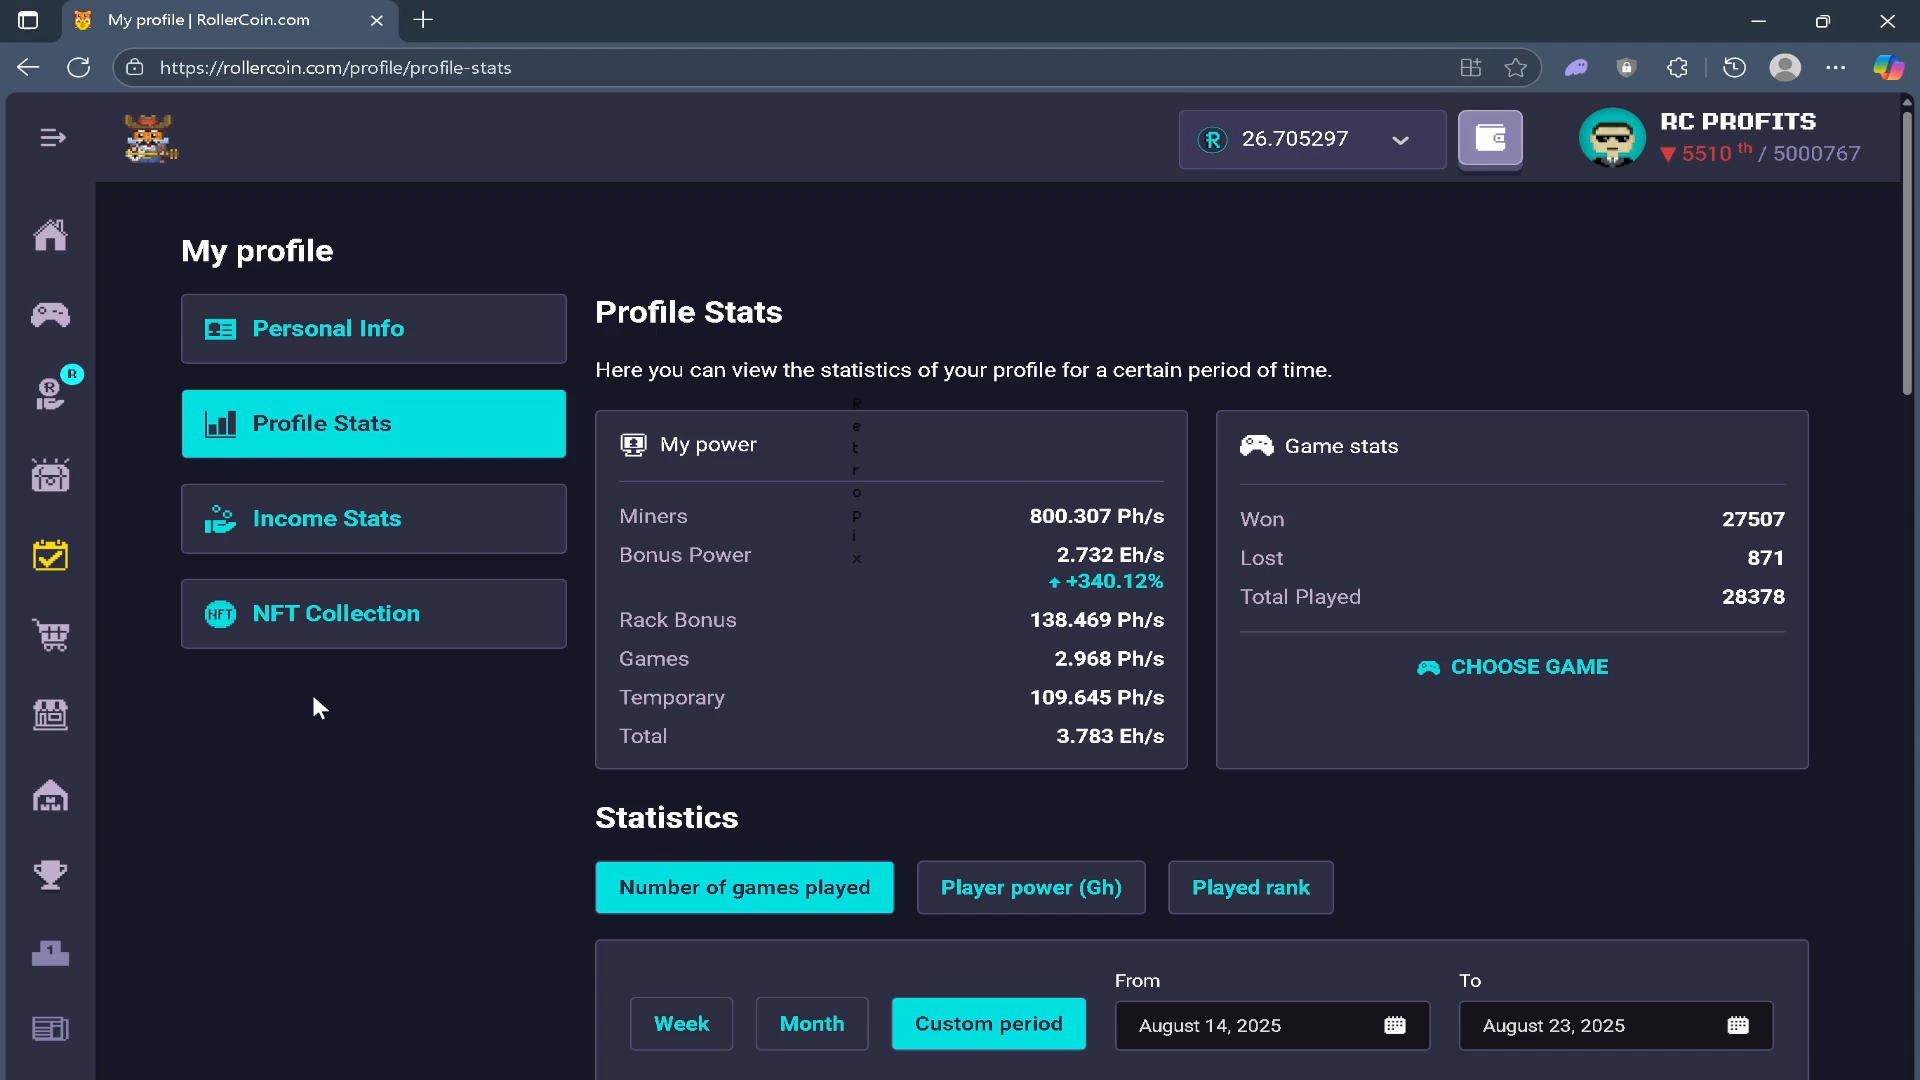 My profile | RollerCoin.com
https://rollercoin.com/profile/profile-stats
R 26.705297
RC PROFITS
5510 th / 5000767
R
My profile
Personal Info
Profile Stats
Income Stats
NFT
NFT Collection
Profile Stats
Here you can view the statistics of your profile for a certain period of time.
My power
Miners 800.307 Ph/s
Bonus Power 2.732 Eh/s
+340.12%
Rack Bonus 138.469 Ph/s
Games 2.968 Ph/s
Temporary 109.645 Ph/s
Total 3.783 Eh/s
Retropix
Game stats
Won 27507
Lost 871
Total Played 28378
CHOOSE GAME
Statistics
Number of games played
Player power (Gh)
Played rank
From
To
Week
Month
Custom period
August 14, 2025
August 23, 2025
1